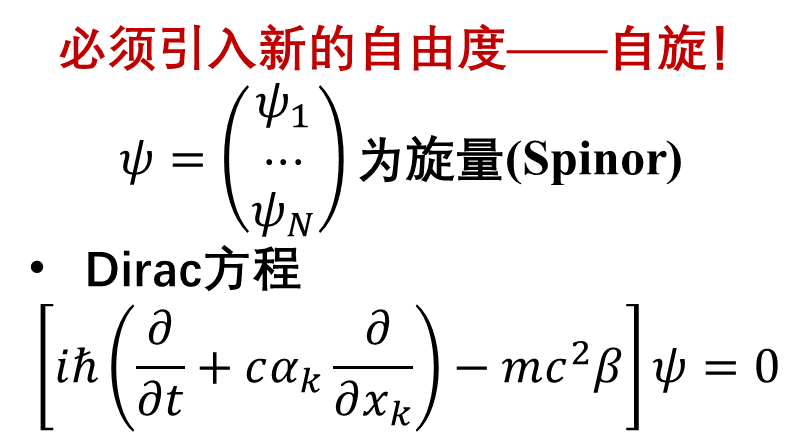 必须引入新的自由度——自旋!
ψ = (ψ₁ ⋯ ψ_N) 为旋量(Spinor)
• Dirac方程
[iħ(∂/∂t + cα_k ∂/∂x_k) − mc²β]ψ = 0